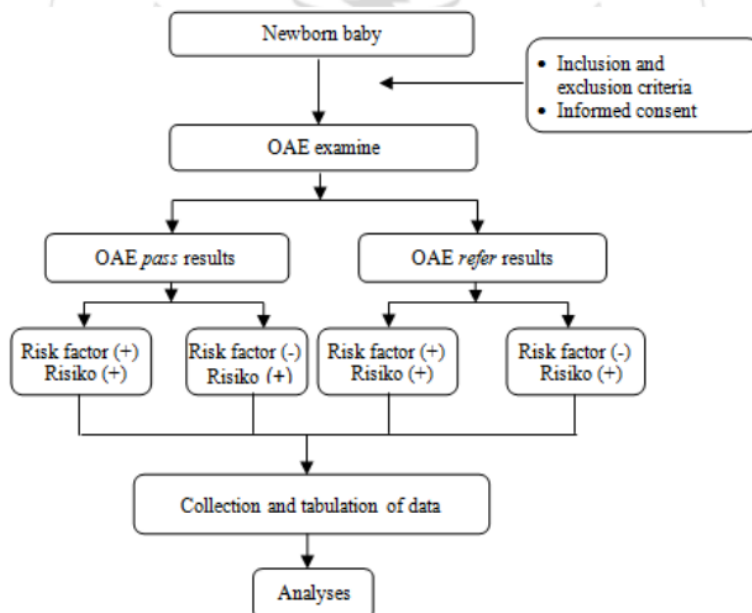 Newborn baby
• Inclusion and
exclusion criteria
• Informed consent
OAE examine
OAE pass results
OAE refer results
Risk factor (+)
Risiko (+)
Risk factor (-)
Risiko (+)
Risk factor (+)
Risiko (+)
Risk factor (-)
Risiko (+)
Collection and tabulation of data
Analyses